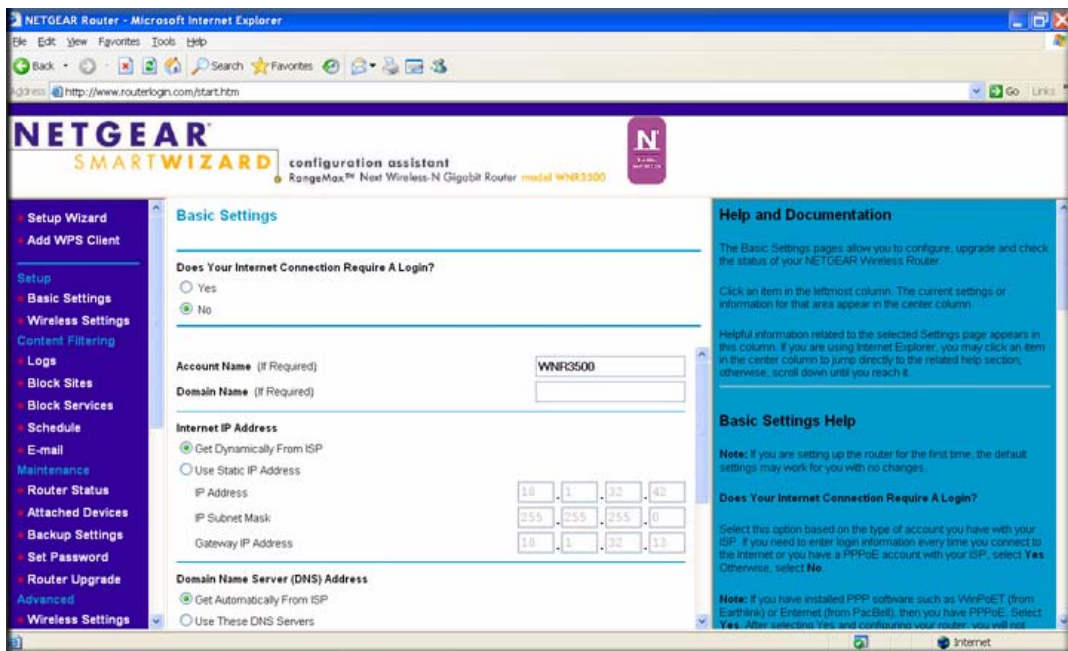 NETGEAR Router - Microsoft Internet Explorer
File Edit View Favorites Tools Help
Back Search Favorites
Address http://www.routerlogin.com/start.htm Go Links
NETGEAR
SMARTWIZARD configuration assistant
RangeMax™ Next Wireless-N Gigabit Router model WNR3500
N
Setup Wizard
Add WPS Client
Setup
Basic Settings
Wireless Settings
Content Filtering
Logs
Block Sites
Block Services
Schedule
E-mail
Maintenance
Router Status
Attached Devices
Backup Settings
Set Password
Router Upgrade
Advanced
Wireless Settings
Basic Settings
Does Your Internet Connection Require A Login?
Yes
No
Account Name (If Required) WNR3500
Domain Name (If Required)
Internet IP Address
Get Dynamically From ISP
Use Static IP Address
IP Address . 1 . 32 . 42
IP Subnet Mask 255 . 255 . 255 . 0
Gateway IP Address . 1 . 32 . 13
Domain Name Server (DNS) Address
Get Automatically From ISP
Use These DNS Servers
Help and Documentation
The Basic Settings pages allow you to configure, upgrade and check
the status of your NETGEAR Wireless Router.
Click an item in the leftmost column. The current settings or
information for that area appear in the center column.
Helpful information related to the selected Settings page appears in
this column. If you are using Internet Explorer, you may click an item
in the center column to jump directly to the related help section;
otherwise, scroll down until you reach it.
Basic Settings Help
Note: If you are setting up the router for the first time, the default
settings may work for you with no changes.
Does Your Internet Connection Require A Login?
Select this option based on the type of account you have with your
ISP. If you need to enter login information every time you connect to
the Internet or you have a PPPoE account with your ISP, select Yes.
Otherwise, select No.
Note: If you have installed PPP software such as WinPoET (from
Earthlink) or Enternet (from PacBell), then you have PPPoE. Select
Yes. After selecting Yes and configuring your router, you will not
Internet